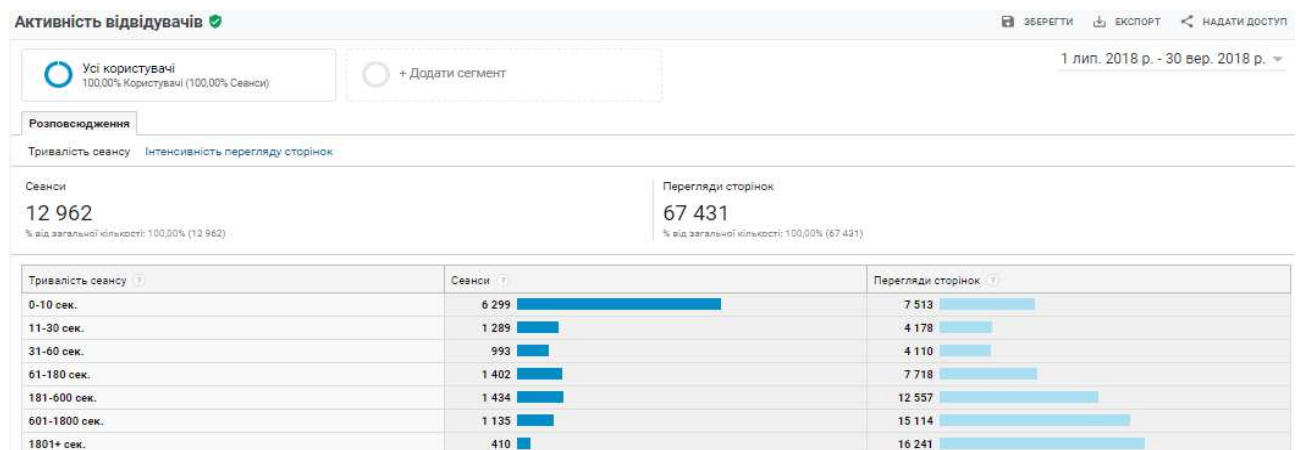 Активність відвідувачів
ЗБЕРЕГТИ ЕКСПОРТ НАДАТИ ДОСТУП
Усі користувачі
100,00% Користувачі (100,00% Сеанси)
+ Додати сегмент
1 лип. 2018 р. - 30 вер. 2018 р.
Розповсюдження
Тривалість сеансу Інтенсивність перегляду сторінок
Сеанси Перегляди сторінок
12 962 67 431
% від загальної кількості: 100,00% (12 962) % від загальної кількості: 100,00% (67 431)
Тривалість сеансу ? Сеанси ? Перегляди сторінок ?
0-10 сек. 6 299 7 513
11-30 сек. 1 289 4 178
31-60 сек. 993 4 110
61-180 сек. 1 402 7 718
181-600 сек. 1 434 12 557
601-1800 сек. 1 135 15 114
1801+ сек. 410 16 241